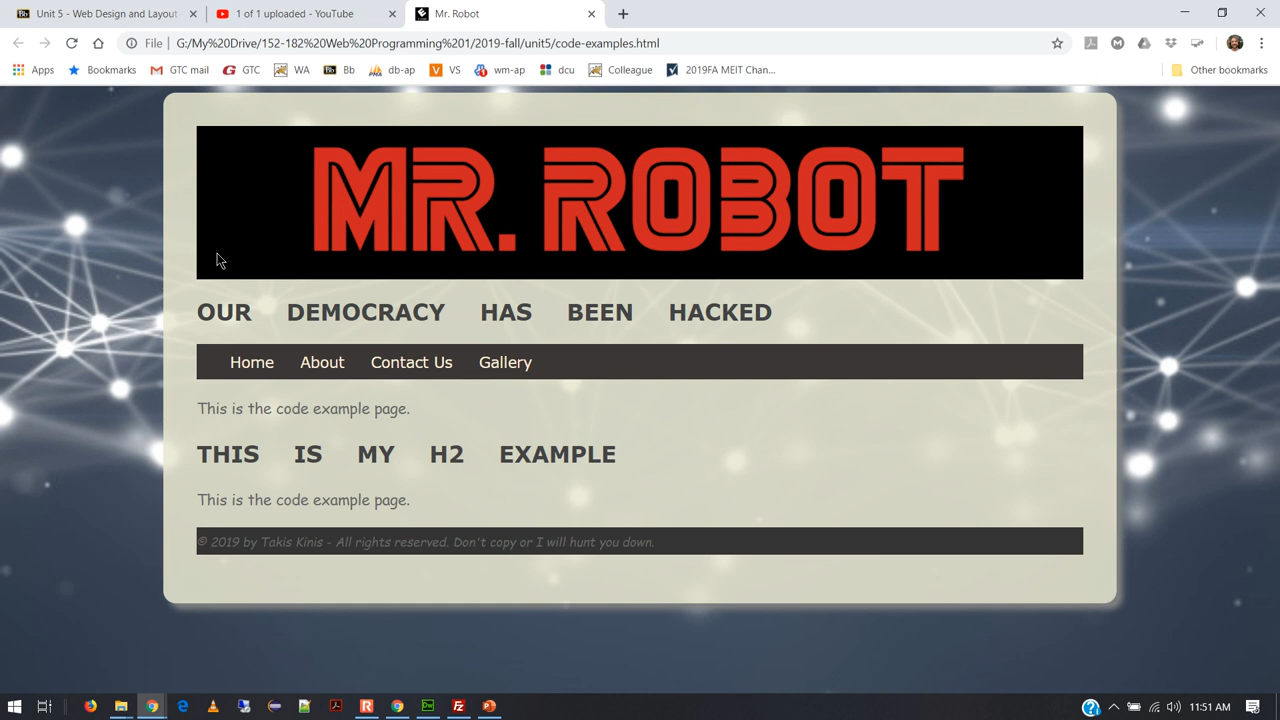 Unit 5 - Web Design and Layout
1 of 1 uploaded - YouTube
Mr. Robot
File
G:/My%20Drive/152-182%20Web%20Programming%201/2019-fall/unit5/code-examples.html
Apps
Bookmarks
GTC mail
GTC
WA
Bb
db-ap
VS
wm-ap
dcu
Colleague
2019FA MEIT Chan...
Other bookmarks
MR. ROBOT
OUR DEMOCRACY HAS BEEN HACKED
Home About Contact Us Gallery
This is the code example page.
THIS IS MY H2 EXAMPLE
This is the code example page.
© 2019 by Takis Kinis - All rights reserved. Don't copy or I will hunt you down.
11:51 AM